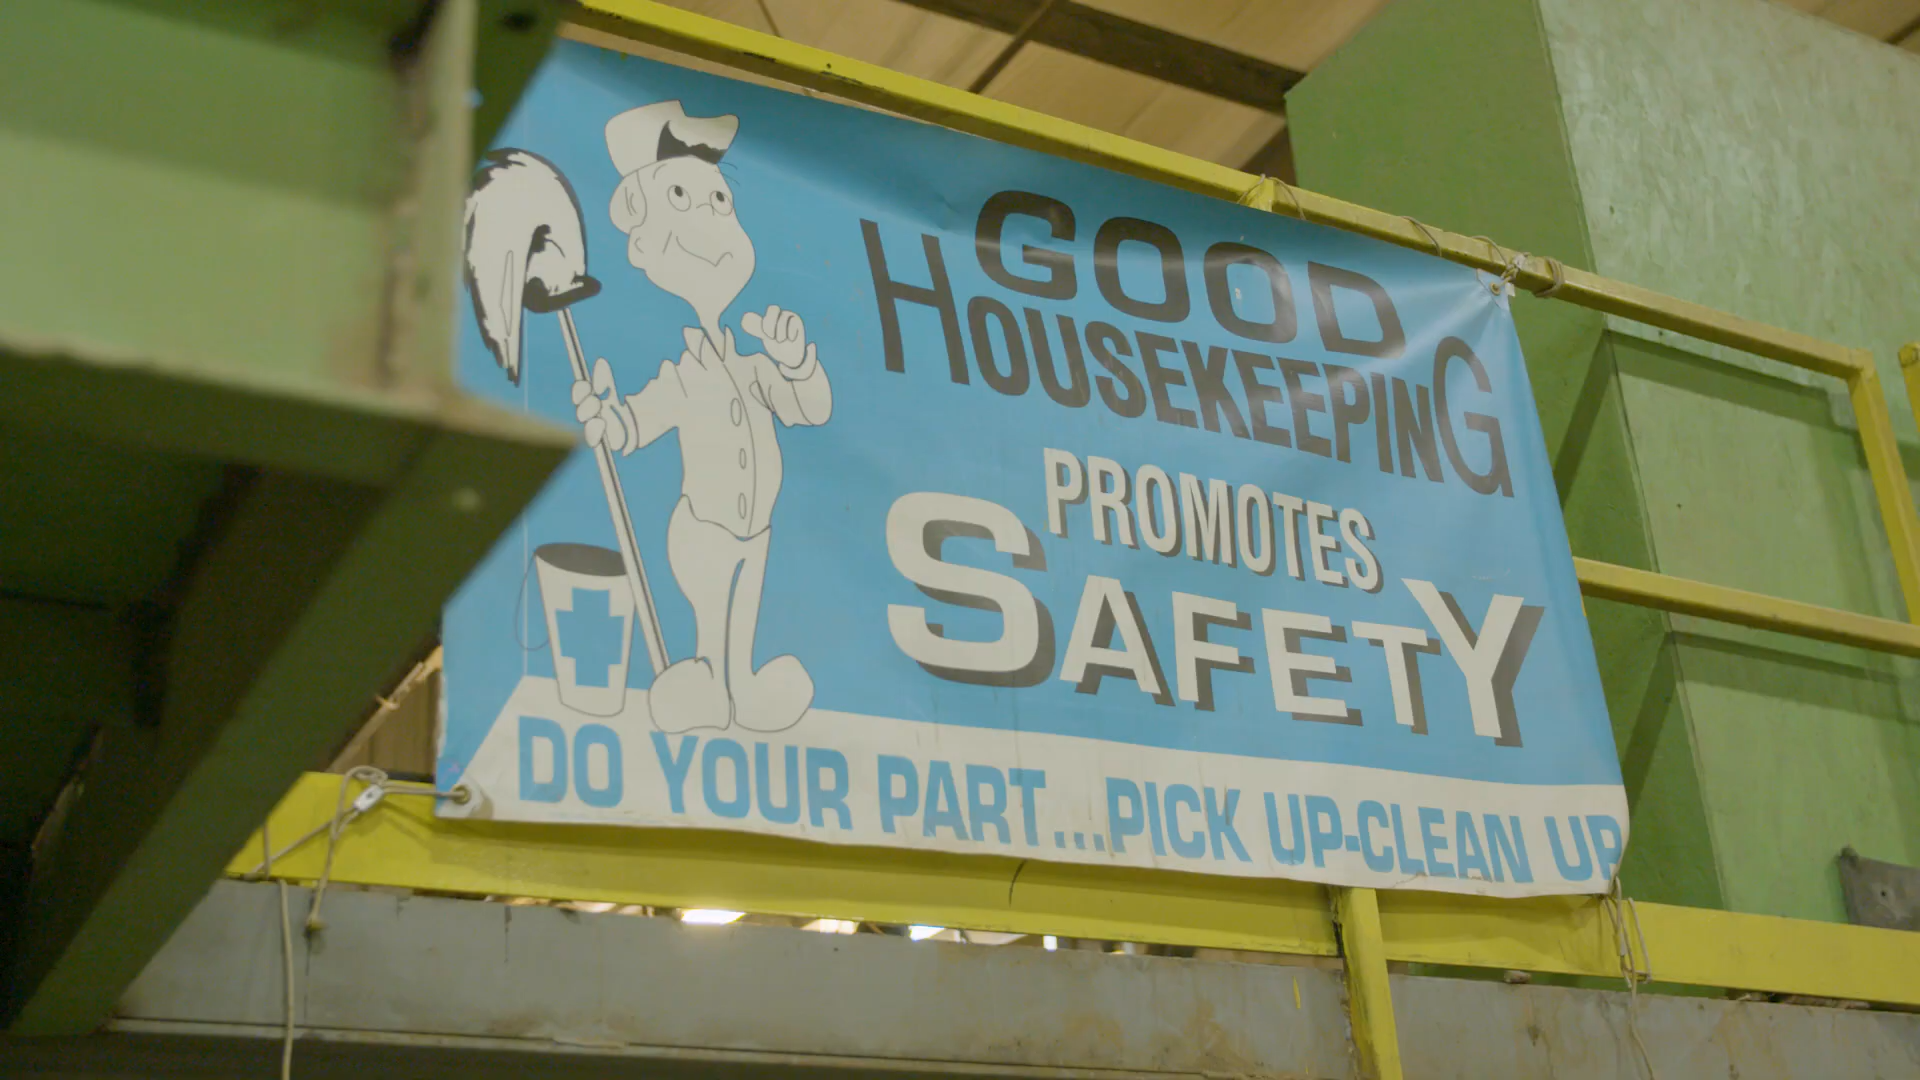 GOOD
HOUSEKEEPING
PROMOTES
SAFETY
DO YOUR PART...PICK UP-CLEAN UP